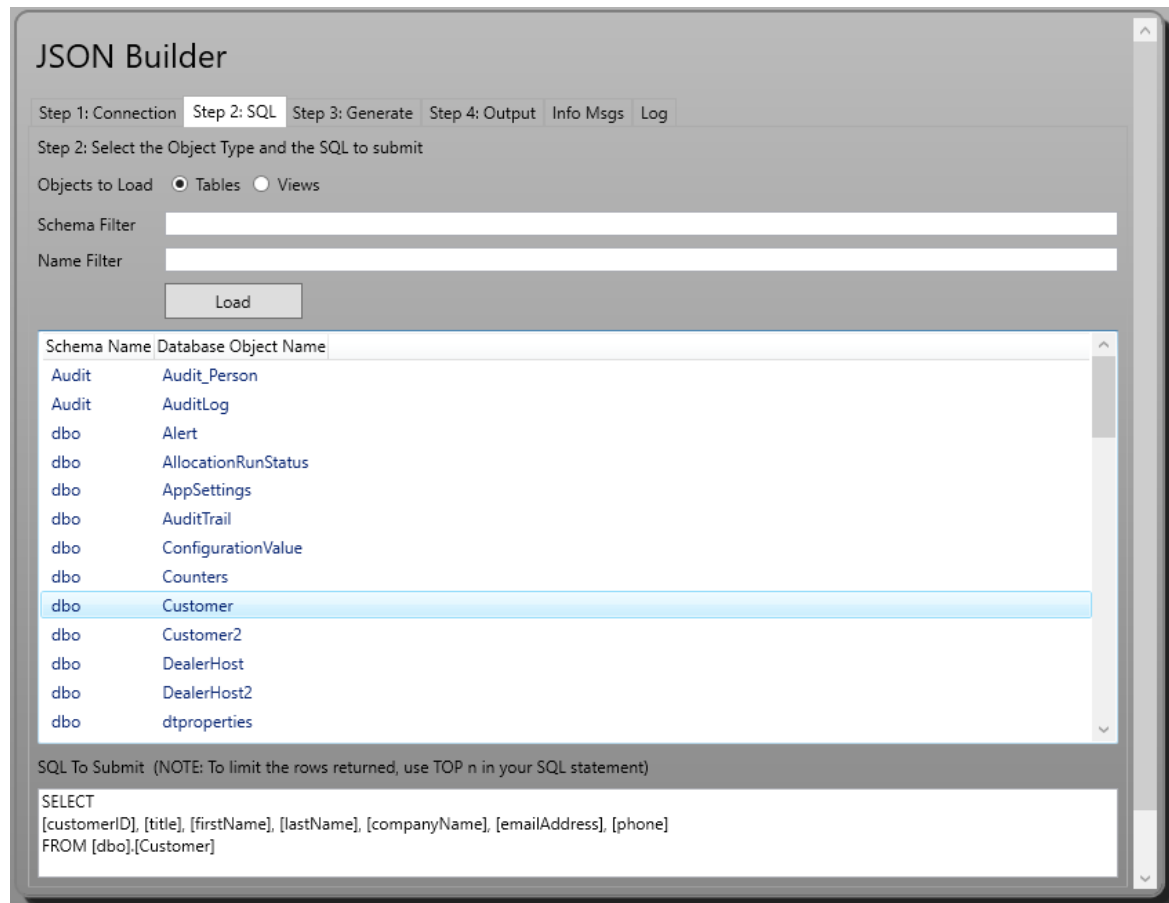 JSON Builder
Step 1: Connection Step 2: SQL Step 3: Generate Step 4: Output Info Msgs Log
Step 2: Select the Object Type and the SQL to submit
Objects to Load Tables Views
Schema Filter
Name Filter
Load
Schema Name Database Object Name
Audit Audit_Person
Audit AuditLog
dbo Alert
dbo AllocationRunStatus
dbo AppSettings
dbo AuditTrail
dbo ConfigurationValue
dbo Counters
dbo Customer
dbo Customer2
dbo DealerHost
dbo DealerHost2
dbo dtproperties
SQL To Submit (NOTE: To limit the rows returned, use TOP n in your SQL statement)
SELECT
[customerID], [title], [firstName], [lastName], [companyName], [emailAddress], [phone]
FROM [dbo].[Customer]